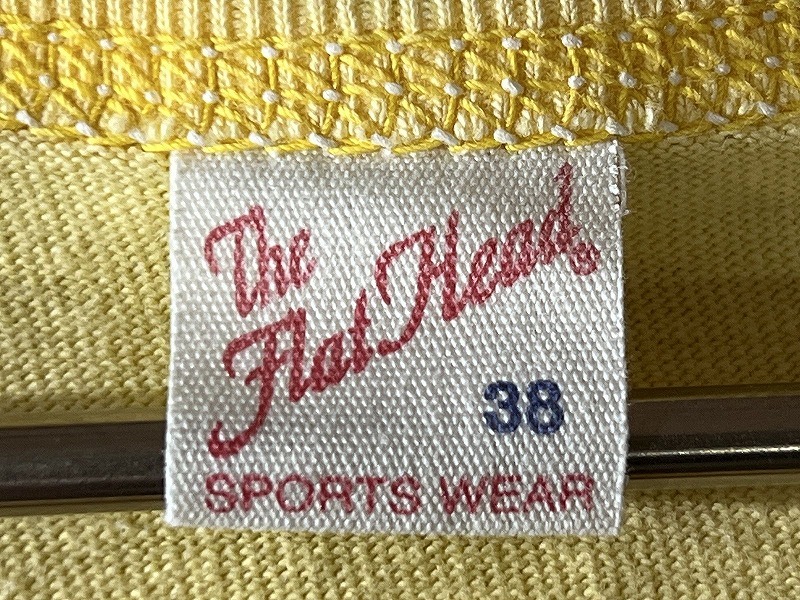 The
Flat Head®
38
SPORTS WEAR